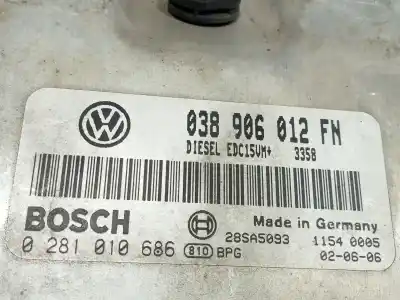 038 906 012 FN
DIESEL EDC15VM+ 3358
BOSCH
Made in Germany
28SA5093 1154 0005
0 281 010 686 810 BPG 02-06-06